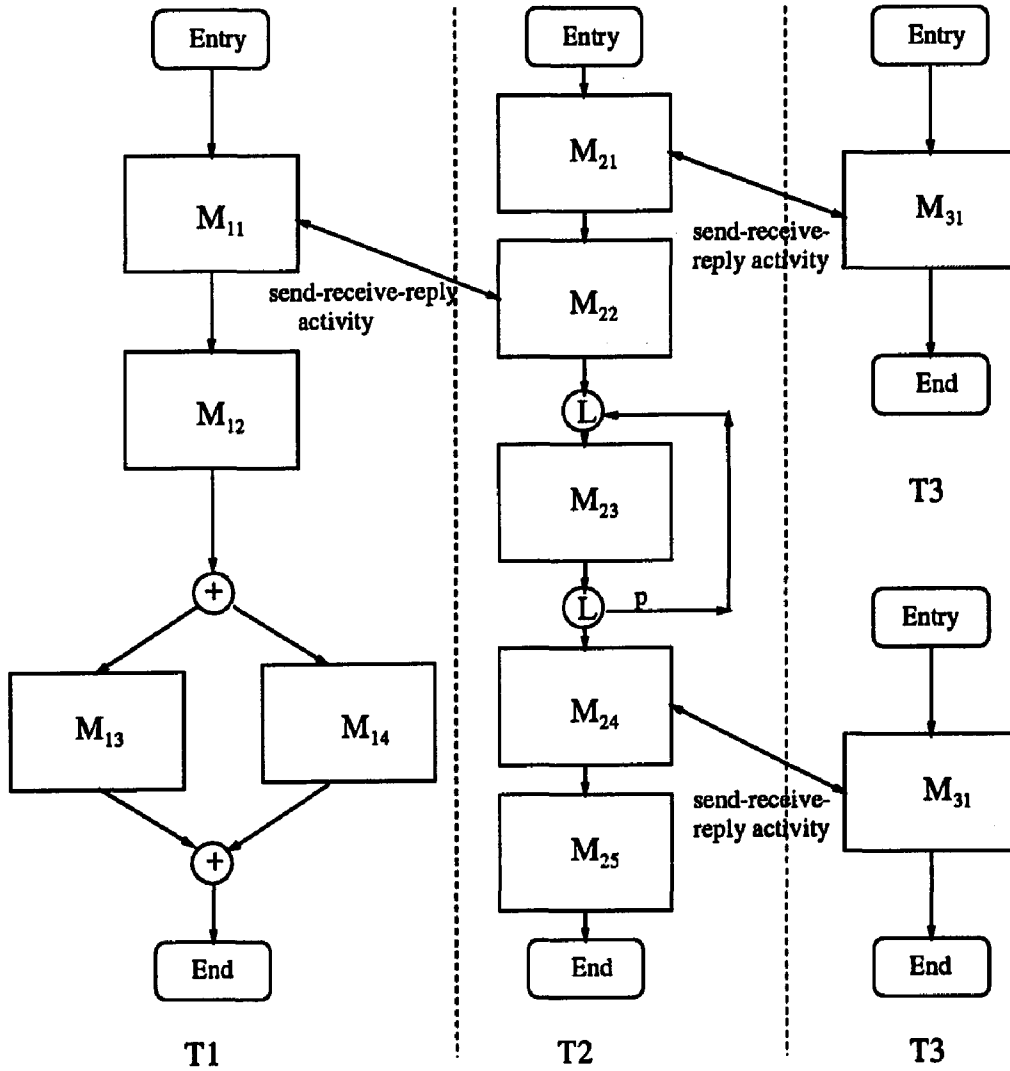 Entry
M11
send-receive-reply
activity
M12
+
M13
M14
+
End
T1
Entry
M21
M22
L
M23
L
p
M24
M25
End
T2
Entry
send-receive-
reply activity
M31
End
T3
Entry
send-receive-
reply activity
M31
End
T3